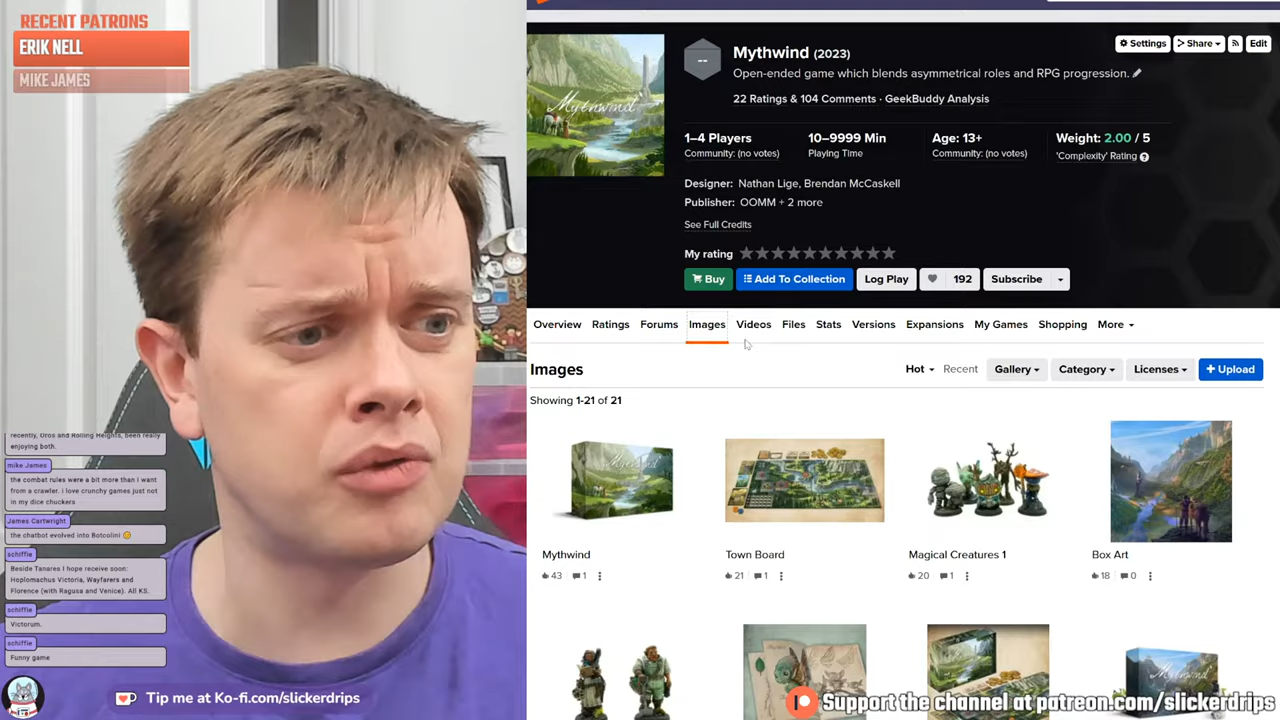 RECENT PATRONS
ERIK NELL
MIKE JAMES
recently, Oros and Rolling Heights, been really
enjoying both.
mike James
the combat rules were a bit more than i want
from a crawler. i love crunchy games just not
in my dice chuckers
James Cartwright
the chatbot evolved into Botcolini
schiffie
Beside Tanares I hope receive soon:
Hoplomachus Victoria, Wayfarers and
Florence (with Ragusa and Venice). All KS.
schiffie
Victorum.
schiffie
Funny game
Tip me at Ko-fi.com/slickerdrips
Mythwind
--
Mythwind (2023)
Settings
Share
Edit
Open-ended game which blends asymmetrical roles and RPG progression.
22 Ratings & 104 Comments · GeekBuddy Analysis
1–4 Players
Community: (no votes)
10–9999 Min
Playing Time
Age: 13+
Community: (no votes)
Weight: 2.00 / 5
'Complexity' Rating
Designer: Nathan Lige, Brendan McCaskell
Publisher: OOMM + 2 more
See Full Credits
My rating
Buy
Add To Collection
Log Play
192
Subscribe
Overview Ratings Forums Images Videos Files Stats Versions Expansions My Games Shopping More
Images
Hot Recent Gallery Category Licenses + Upload
Showing 1-21 of 21
Mythwind
43 1
Town Board
21 1
Magical Creatures 1
20 1
Box Art
18 0
Support the channel at patreon.com/slickerdrips